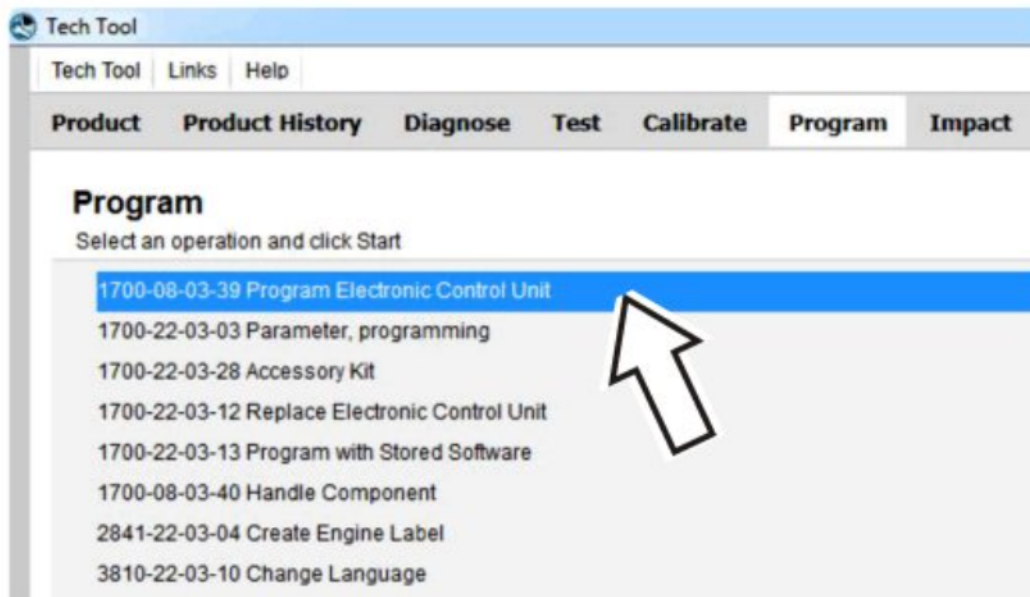 Tech Tool
Tech Tool Links Help
Product Product History Diagnose Test Calibrate Program Impact
Program
Select an operation and click Start
1700-08-03-39 Program Electronic Control Unit
1700-22-03-03 Parameter, programming
1700-22-03-28 Accessory Kit
1700-22-03-12 Replace Electronic Control Unit
1700-22-03-13 Program with Stored Software
1700-08-03-40 Handle Component
2841-22-03-04 Create Engine Label
3810-22-03-10 Change Language